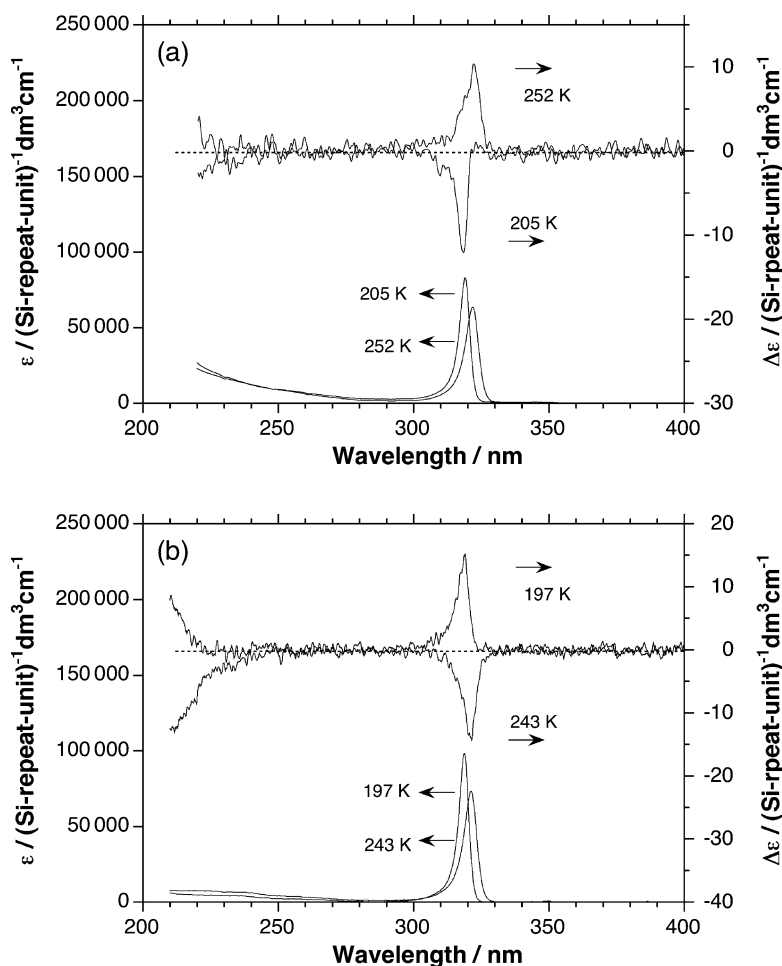 (a)
ε / (Si-repeat-unit)-1dm3cm-1
250 000
200 000
150 000
100 000
50 000
0
10
0
-10
-20
-30
Δε / (Si-rpeat-unit)-1dm3cm-1
252 K
205 K
205 K
252 K
200
250
300
350
400
Wavelength / nm
(b)
ε / (Si-repeat-unit)-1dm3cm-1
250 000
200 000
150 000
100 000
50 000
0
20
10
0
-10
-20
-30
-40
Δε / (Si-rpeat-unit)-1dm3cm-1
197 K
243 K
197 K
243 K
200
250
300
350
400
Wavelength / nm